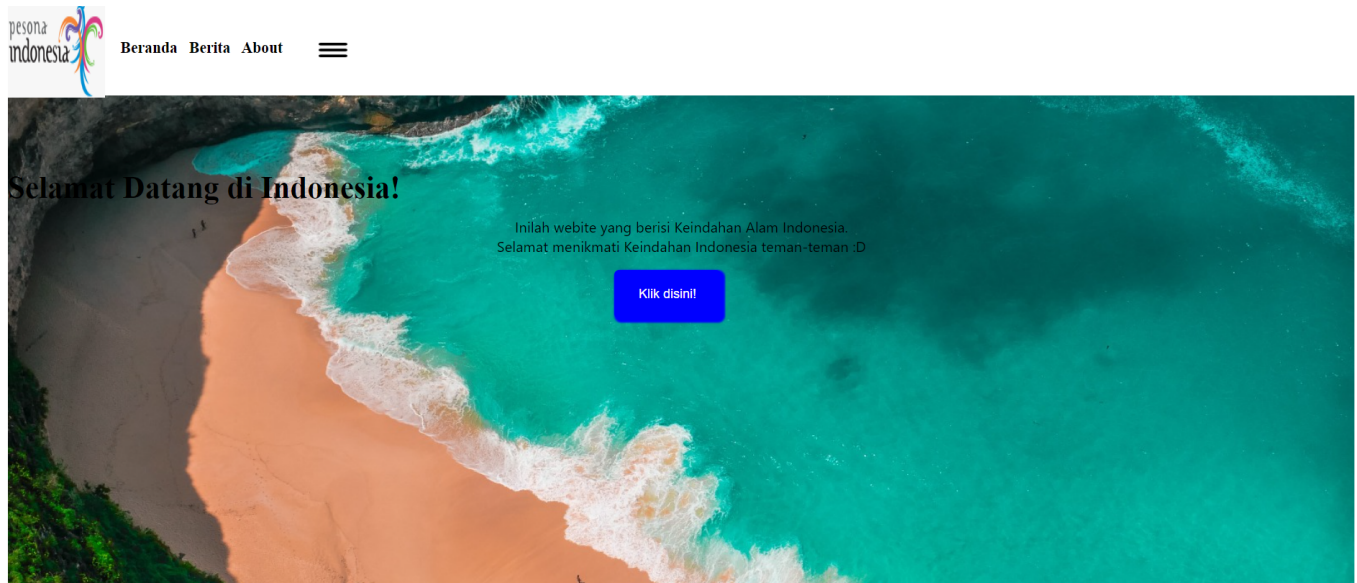 pesona
indonesia
Beranda Berita About
Selamat Datang di Indonesia!
Inilah webite yang berisi Keindahan Alam Indonesia.
Selamat menikmati Keindahan Indonesia teman-teman :D
Klik disini!